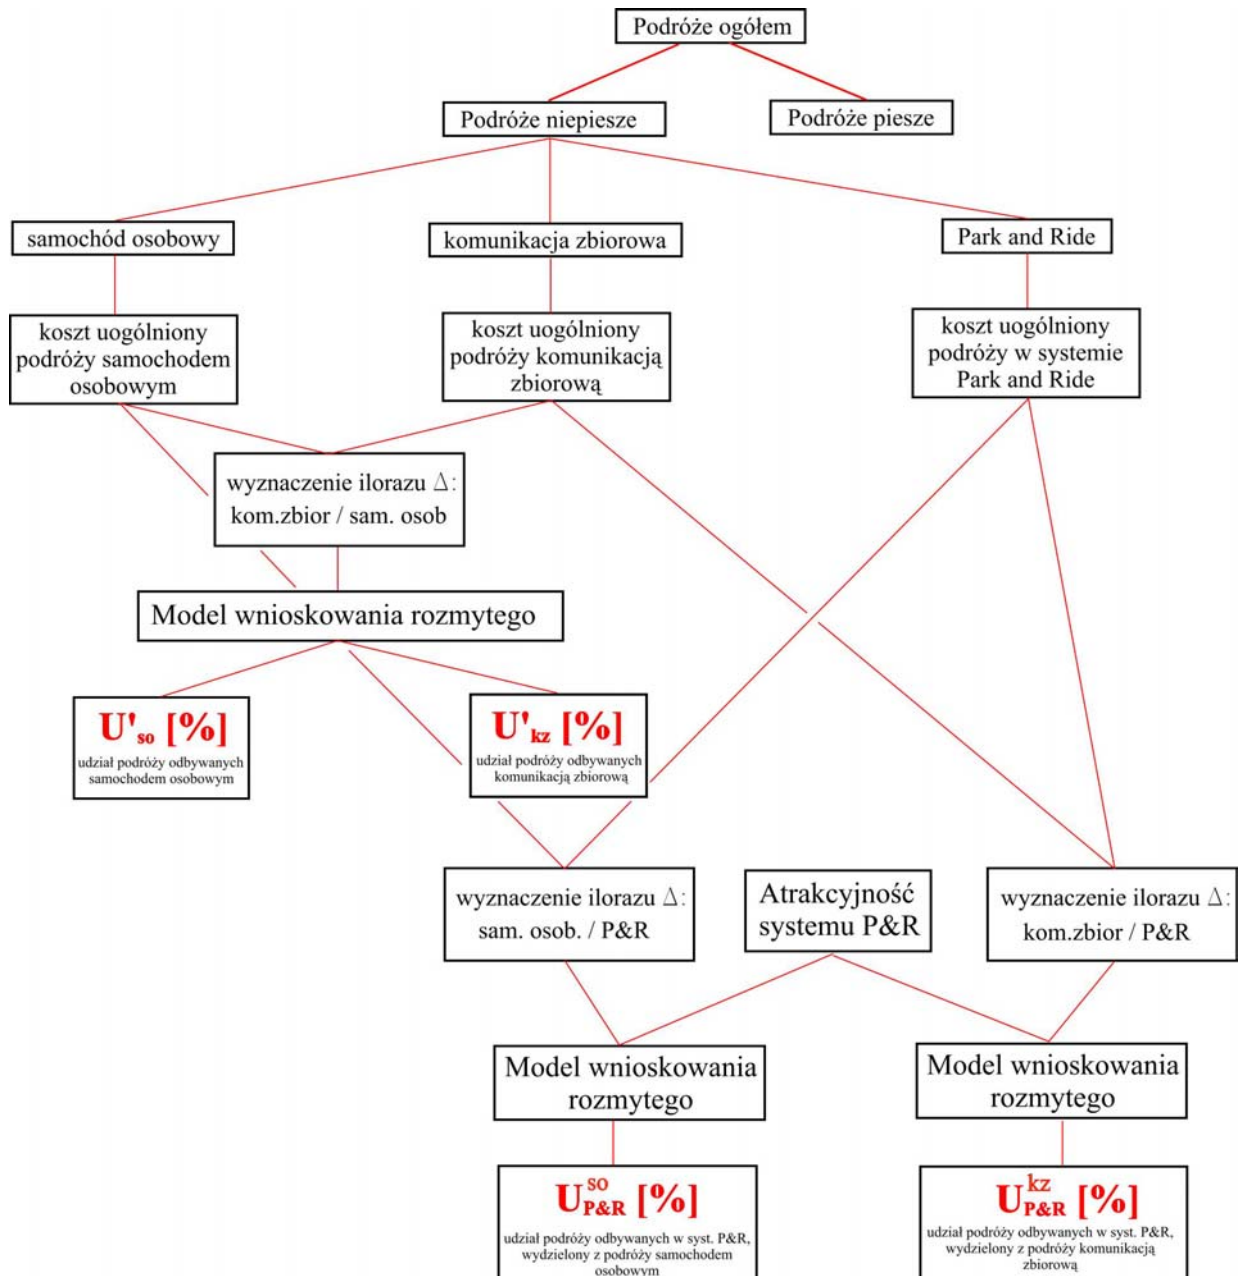 Podróże ogółem
Podróże niepiesze
Podróże piesze
samochód osobowy
komunikacja zbiorowa
Park and Ride
koszt uogólniony
podróży samochodem
osobowym
koszt uogólniony
podróży komunikacją
zbiorową
koszt uogólniony
podróży w systemie
Park and Ride
wyznaczenie ilorazu Δ:
kom.zbior / sam. osob
Model wnioskowania rozmytego
U'so [%]
udział podróży odbywanych
samochodem osobowym
U'kz [%]
udział podróży odbywanych
komunikacją zbiorową
wyznaczenie ilorazu Δ:
sam. osob. / P&R
Atrakcyjność
systemu P&R
wyznaczenie ilorazu Δ:
kom.zbior / P&R
Model wnioskowania
rozmytego
Model wnioskowania
rozmytego
U so P&R [%]
udział podróży odbywanych w syst. P&R,
wydzielony z podróży samochodem
osobowym
U kz P&R [%]
udział podróży odbywanych w syst. P&R,
wydzielony z podróży komunikacją
zbiorową